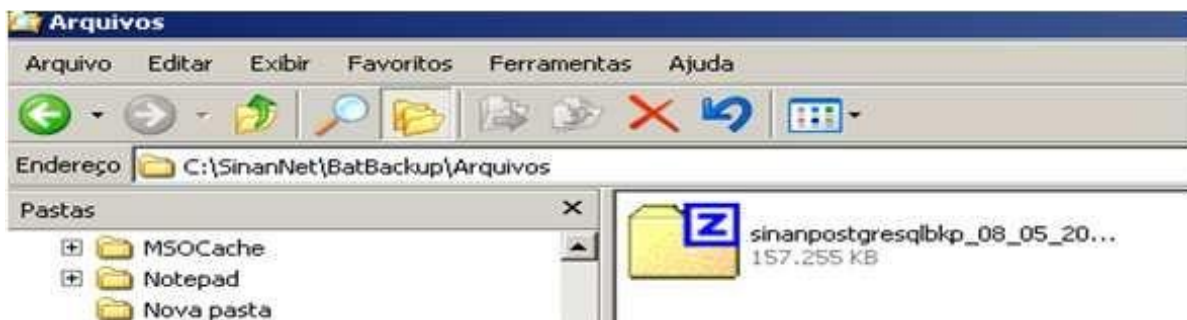 Arquivos
Arquivo Editar Exibir Favoritos Ferramentas Ajuda
Endereço C:\SinanNet\BatBackup\Arquivos
Pastas
MSOCache
Notepad
Nova pasta
Z
sinanpostgresqlbkp_08_05_20...
157.255 KB